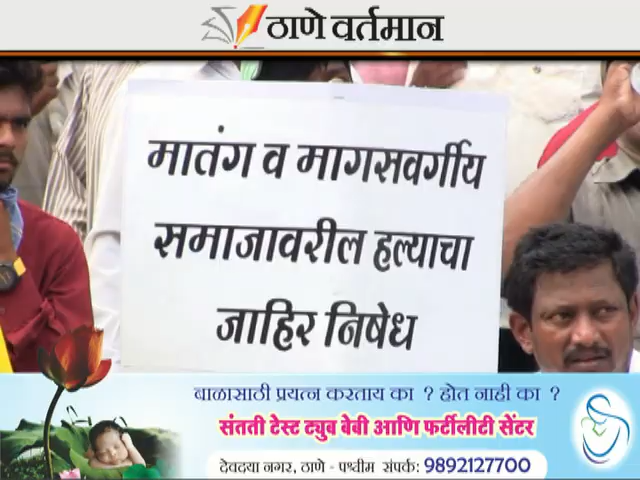 ठाणे वर्तमान
मातंग व मागसवर्गीय
समाजावरील हल्याचा
जाहिर निषेध
बाळासाठी प्रयत्न करताय का ? होत नाही का ?
संतती टेस्ट ट्युब बेबी आणि फर्टीलीटी सेंटर
देवदया नगर, ठाणे - पश्चीम संपर्क: 9892127700